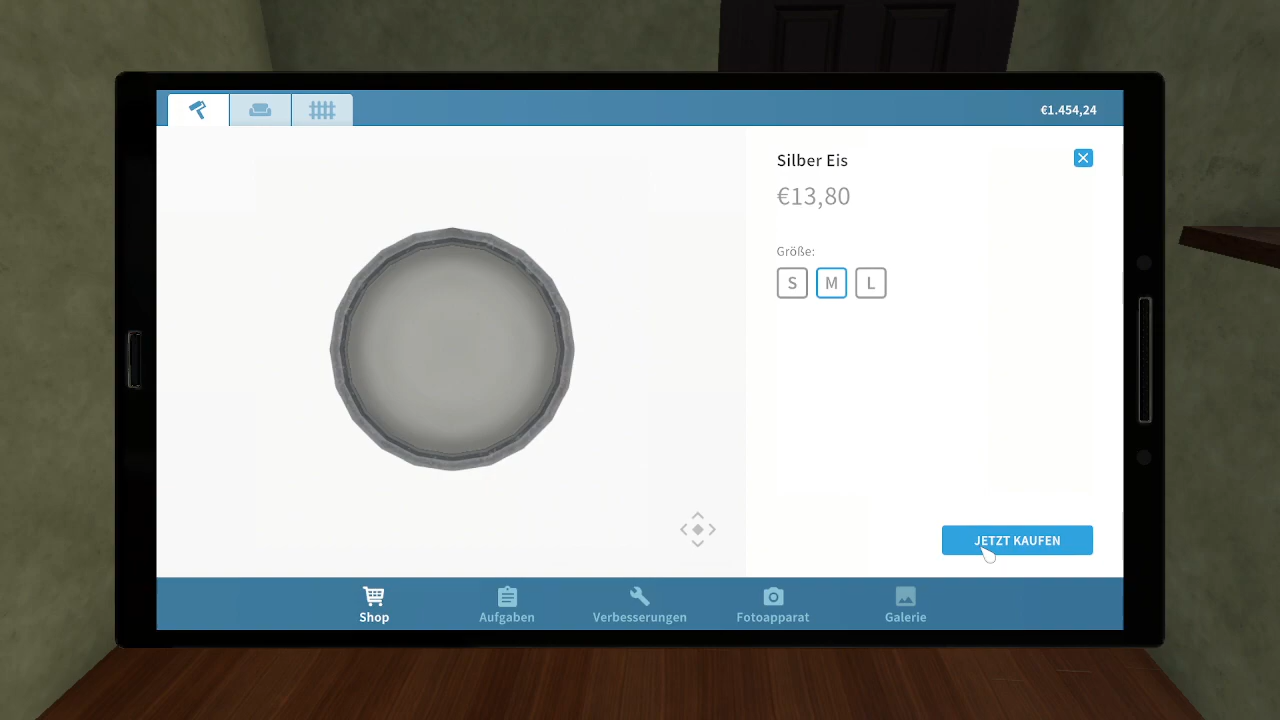 €1.454,24
Silber Eis
€13,80
Größe:
S M L
JETZT KAUFEN
Shop Aufgaben Verbesserungen Fotoapparat Galerie